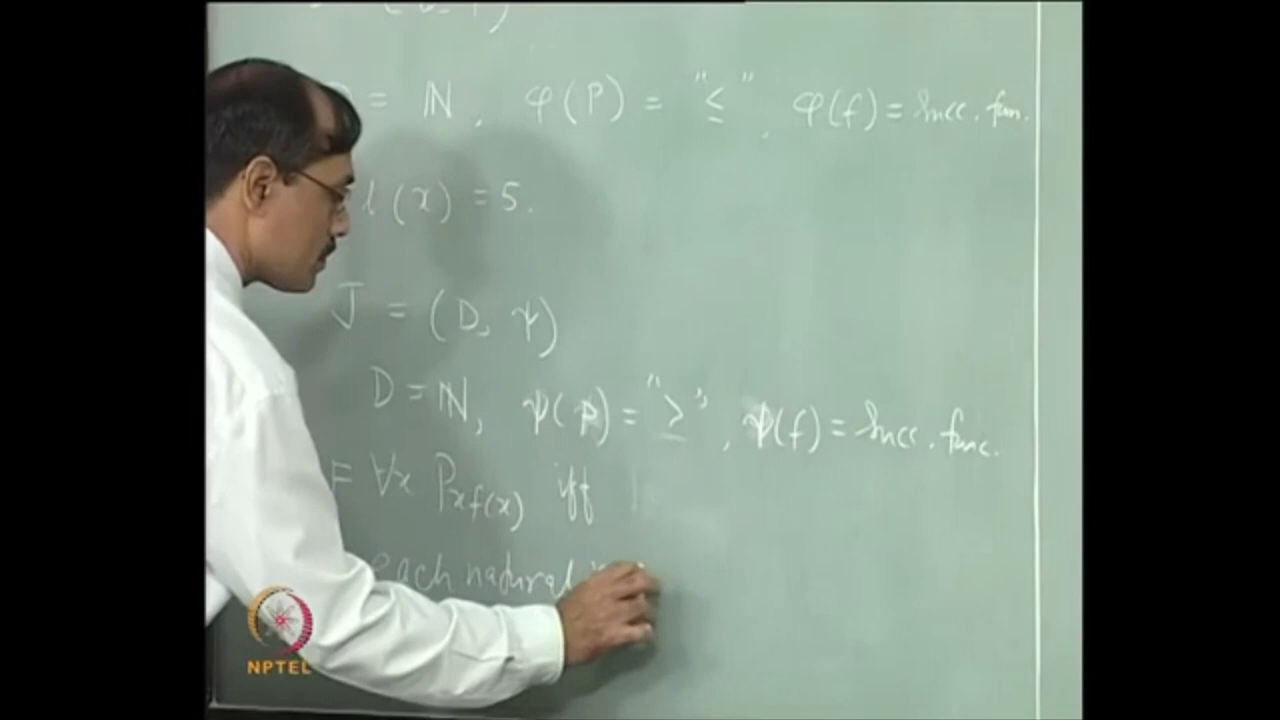 = ℕ, φ(P) = "≤", φ(f) = succ. fun.
l(x) = 5.
J = (D, ψ)
D = ℕ, ψ(P) = "≥", ψ(f) = succ. func.
⊨ ∀x Pxf(x) iff
each natural
NPTEL